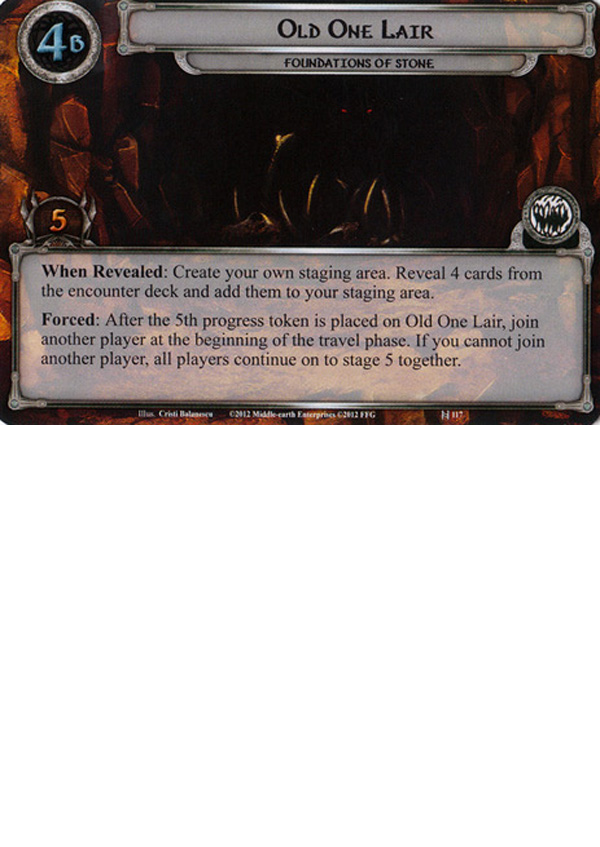 4B
OLD ONE LAIR
FOUNDATIONS OF STONE
5
When Revealed: Create your own staging area. Reveal 4 cards from
the encounter deck and add them to your staging area.
Forced: After the 5th progress token is placed on Old One Lair, join
another player at the beginning of the travel phase. If you cannot join
another player, all players continue on to stage 5 together.
Illus. Cristi Balanescu ©2012 Middle-earth Enterprises ©2012 FFG 117